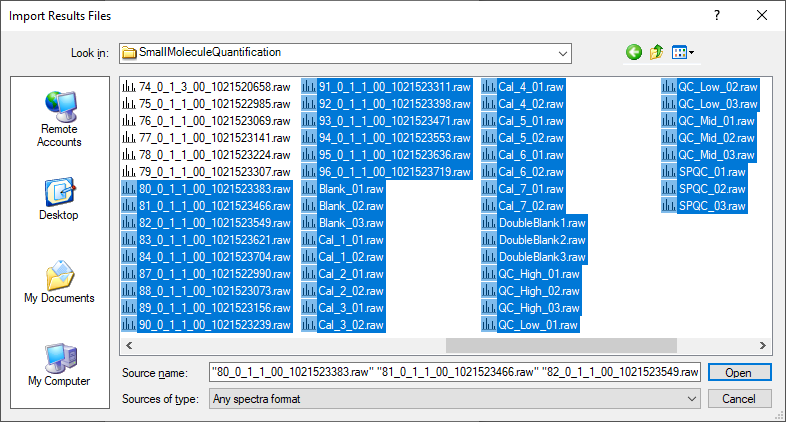 Import Results Files
Look in: SmallMoleculeQuantification
Remote Accounts
Desktop
My Documents
My Computer
74_0_1_3_00_1021520658.raw
75_0_1_1_00_1021522985.raw
76_0_1_1_00_1021523069.raw
77_0_1_1_00_1021523141.raw
78_0_1_1_00_1021523224.raw
79_0_1_1_00_1021523307.raw
80_0_1_1_00_1021523383.raw
81_0_1_1_00_1021523466.raw
82_0_1_1_00_1021523549.raw
83_0_1_1_00_1021523621.raw
84_0_1_1_00_1021523704.raw
87_0_1_1_00_1021522990.raw
88_0_1_1_00_1021523073.raw
89_0_1_1_00_1021523156.raw
90_0_1_1_00_1021523239.raw
91_0_1_1_00_1021523311.raw
92_0_1_1_00_1021523398.raw
93_0_1_1_00_1021523471.raw
94_0_1_1_00_1021523553.raw
95_0_1_1_00_1021523636.raw
96_0_1_1_00_1021523719.raw
Blank_01.raw
Blank_02.raw
Blank_03.raw
Cal_1_01.raw
Cal_1_02.raw
Cal_2_01.raw
Cal_2_02.raw
Cal_3_01.raw
Cal_3_02.raw
Cal_4_01.raw
Cal_4_02.raw
Cal_5_01.raw
Cal_5_02.raw
Cal_6_01.raw
Cal_6_02.raw
Cal_7_01.raw
Cal_7_02.raw
DoubleBlank1.raw
DoubleBlank2.raw
DoubleBlank3.raw
QC_High_01.raw
QC_High_02.raw
QC_High_03.raw
QC_Low_01.raw
QC_Low_02.raw
QC_Low_03.raw
QC_Mid_01.raw
QC_Mid_02.raw
QC_Mid_03.raw
SPQC_01.raw
SPQC_02.raw
SPQC_03.raw
Source name: "80_0_1_1_00_1021523383.raw" "81_0_1_1_00_1021523466.raw" "82_0_1_1_00_1021523549.raw Open
Sources of type: Any spectra format Cancel